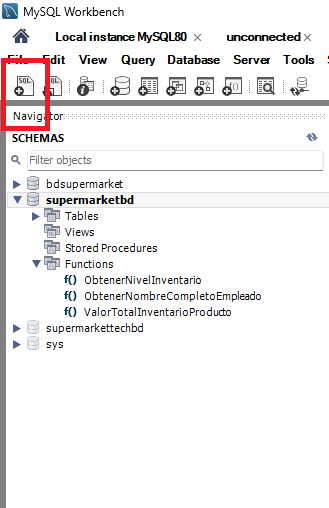 MySQL Workbench
Local instance MySQL80 × unconnected ×
File Edit View Query Database Server Tools S
SQL SQL
Navigator
SCHEMAS
Filter objects
bdsupermarket
supermarketbd
Tables
Views
Stored Procedures
Functions
f() ObtenerNivelInventario
f() ObtenerNombreCompletoEmpleado
f() ValorTotalInventarioProducto
supermarkettechbd
sys